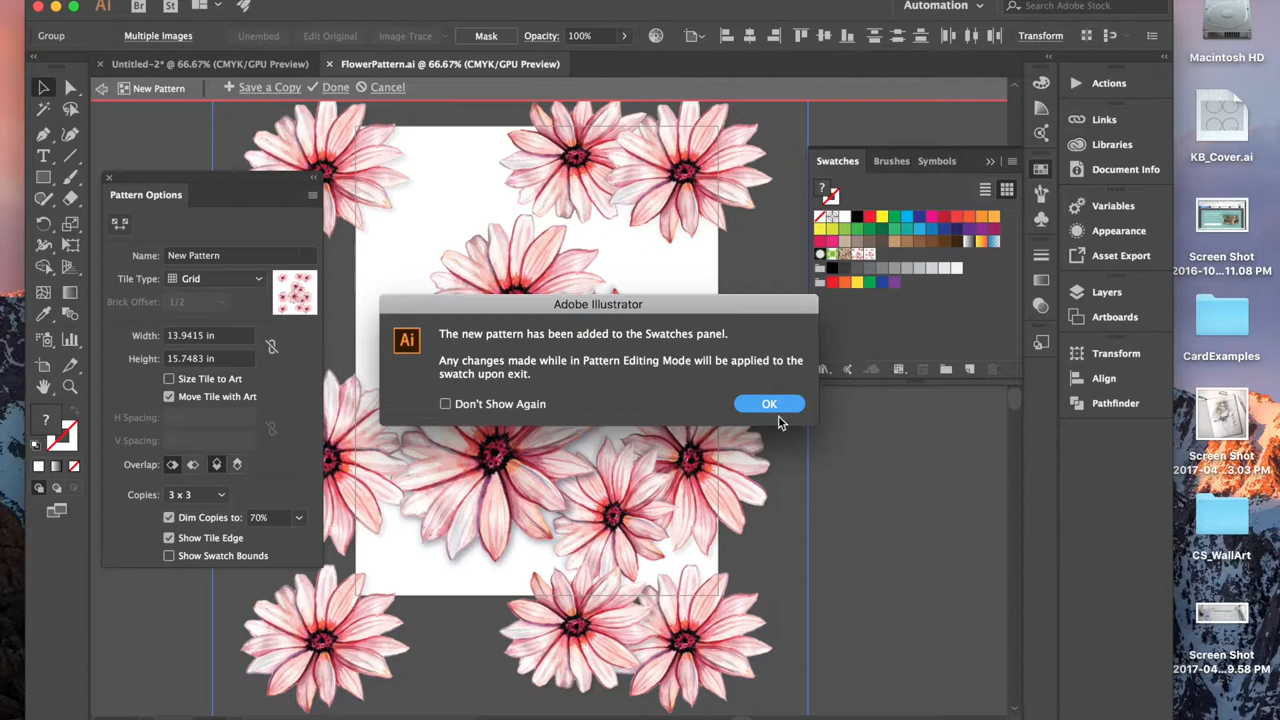 Ai Br St Automation Search Adobe Stock
Group Multiple Images Unembed Edit Original Image Trace Mask Opacity: 100% Transform
Untitled-2* @ 66.67% (CMYK/GPU Preview) FlowerPattern.ai @ 66.67% (CMYK/GPU Preview)
New Pattern Save a Copy Done Cancel
Pattern Options
Name: New Pattern
Tile Type: Grid
Brick Offset: 1/2
Width: 13.9415 in
Height: 15.7483 in
Size Tile to Art
Move Tile with Art
H Spacing:
V Spacing:
Overlap:
Copies: 3 x 3
Dim Copies to: 70%
Show Tile Edge
Show Swatch Bounds
Adobe Illustrator
Ai
The new pattern has been added to the Swatches panel.
Any changes made while in Pattern Editing Mode will be applied to the
swatch upon exit.
Don't Show Again
OK
Swatches Brushes Symbols
?
?
Actions
Links
Libraries
Document Info
Variables
Appearance
Asset Export
Layers
Artboards
Transform
Align
Pathfinder
Macintosh HD
KB_Cover.ai
Screen Shot
2016-10...11.08 PM
CardExamples
Screen Shot
2017-04...3.03 PM
CS_WallArt
Screen Shot
2017-04...9.58 PM